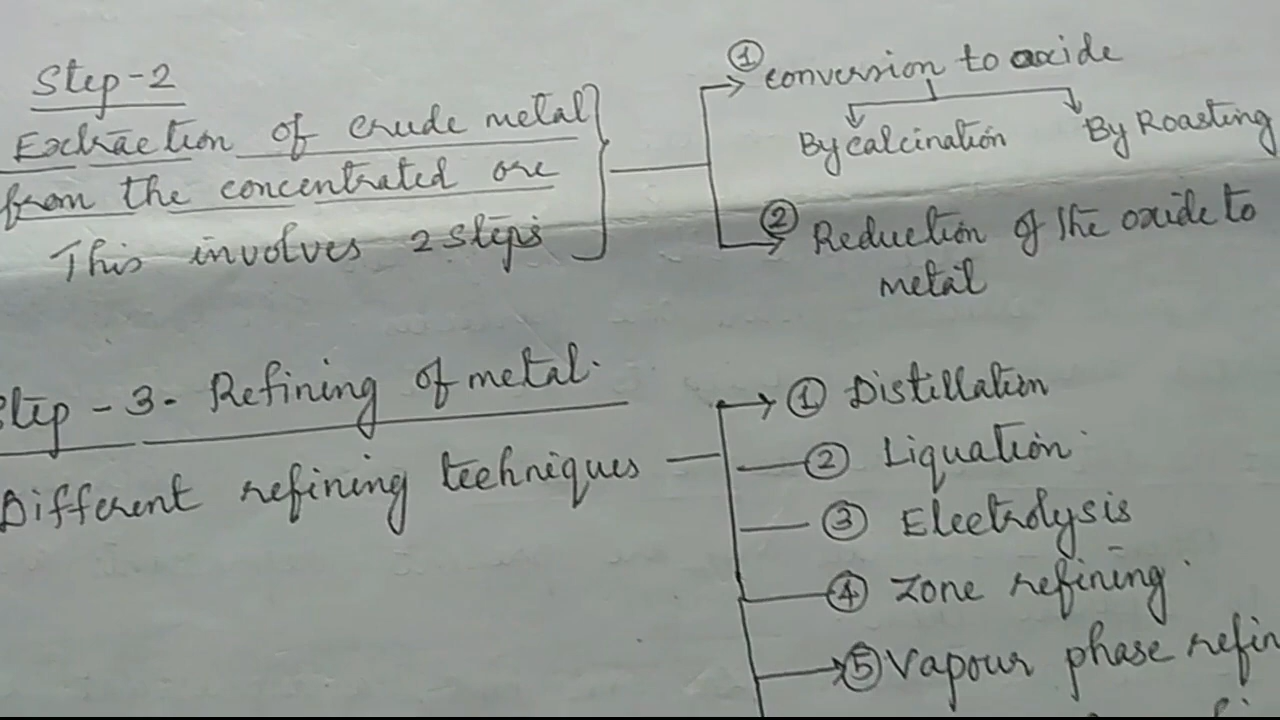 Step-2
Extraction of crude metal
from the concentrated ore
This involves 2 steps
① conversion to oxide
By calcination
By Roasting
② Reduction of the oxide to
metal
Step - 3. Refining of metal.
Different refining techniques
① Distillation
② Liquation
③ Electrolysis
④ Zone refining
⑤ Vapour phase refin